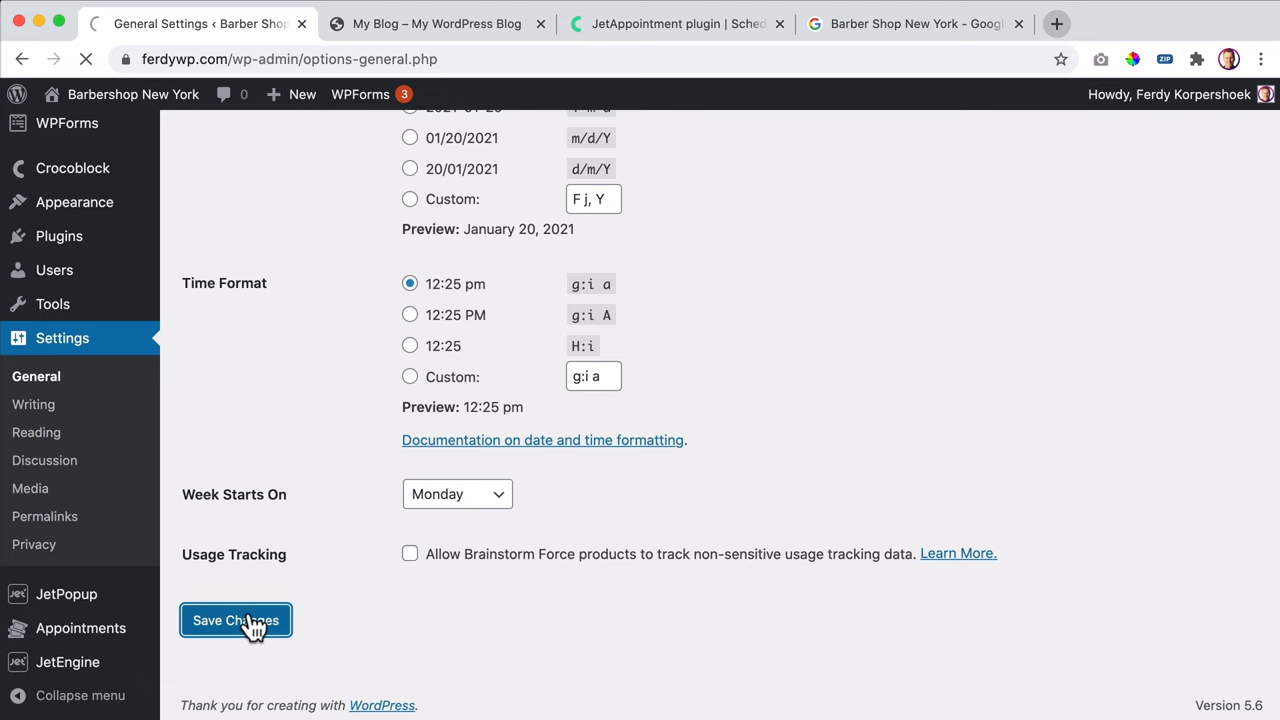 General Settings ‹ Barber Shop
My Blog – My WordPress Blog
JetAppointment plugin | Sched
Barber Shop New York - Googl
ferdywp.com/wp-admin/options-general.php
ZIP
Barbershop New York
0
New
WPForms 3
Howdy, Ferdy Korpershoek
WPForms
Crocoblock
Appearance
Plugins
Users
Tools
Settings
General
Writing
Reading
Discussion
Media
Permalinks
Privacy
Jet JetPopup
Appointments
Jet JetEngine
Collapse menu
01/20/2021 m/d/Y
20/01/2021 d/m/Y
Custom: F j, Y
Preview: January 20, 2021
Time Format
12:25 pm g:i a
12:25 PM g:i A
12:25 H:i
Custom: g:i a
Preview: 12:25 pm
Documentation on date and time formatting.
Week Starts On Monday
Usage Tracking Allow Brainstorm Force products to track non-sensitive usage tracking data. Learn More.
Save Changes
Thank you for creating with WordPress.
Version 5.6